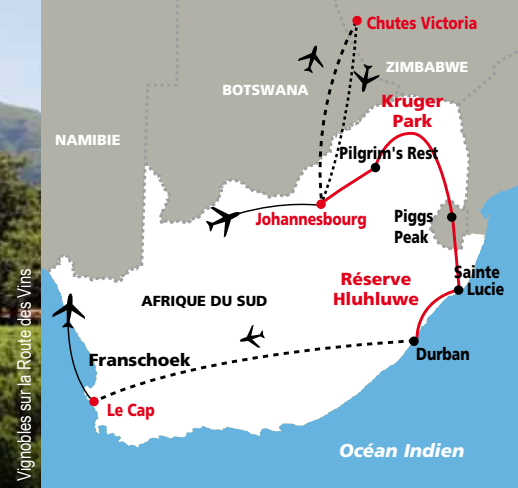 Chutes Victoria
ZIMBABWE
BOTSWANA
Kruger
Park
NAMIBIE
Pilgrim's Rest
Johannesbourg
Piggs
Peak
Sainte
Lucie
Réserve
Hluhluwe
AFRIQUE DU SUD
Durban
Franschoek
Le Cap
Océan Indien
Vignobles sur la Route des Vins